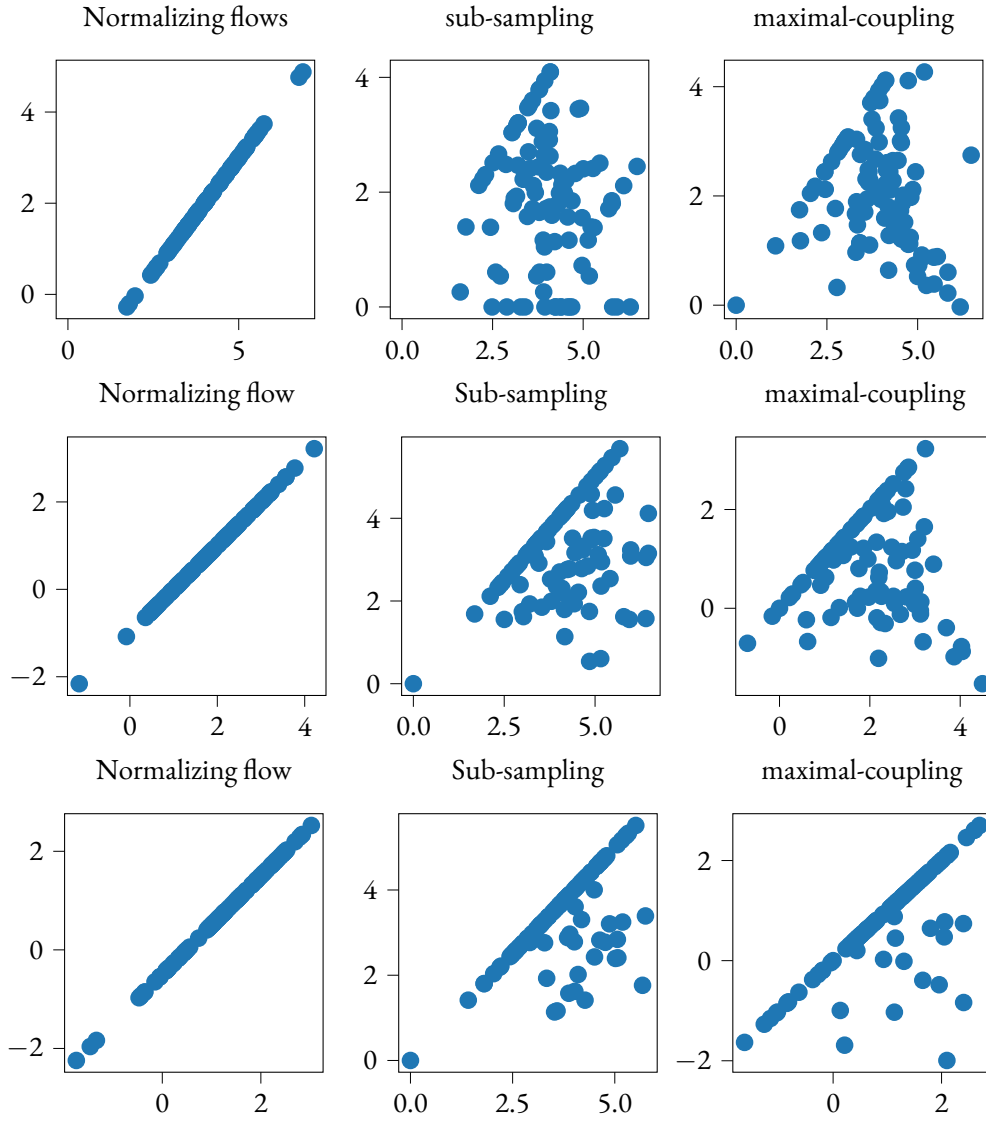 Normalizing flows sub-sampling maximal-coupling
4 4 4
2 2 2
0 0 0
0 5 0.0 2.5 5.0 0.0 2.5 5.0
Normalizing flow Sub-sampling maximal-coupling
2 4 2
0 2 0
−2 0
0 2 4 0.0 2.5 5.0 0 2 4
Normalizing flow Sub-sampling maximal-coupling
2 4 2
0 2 0
−2 0 −2
0 2 0.0 2.5 5.0 0 2